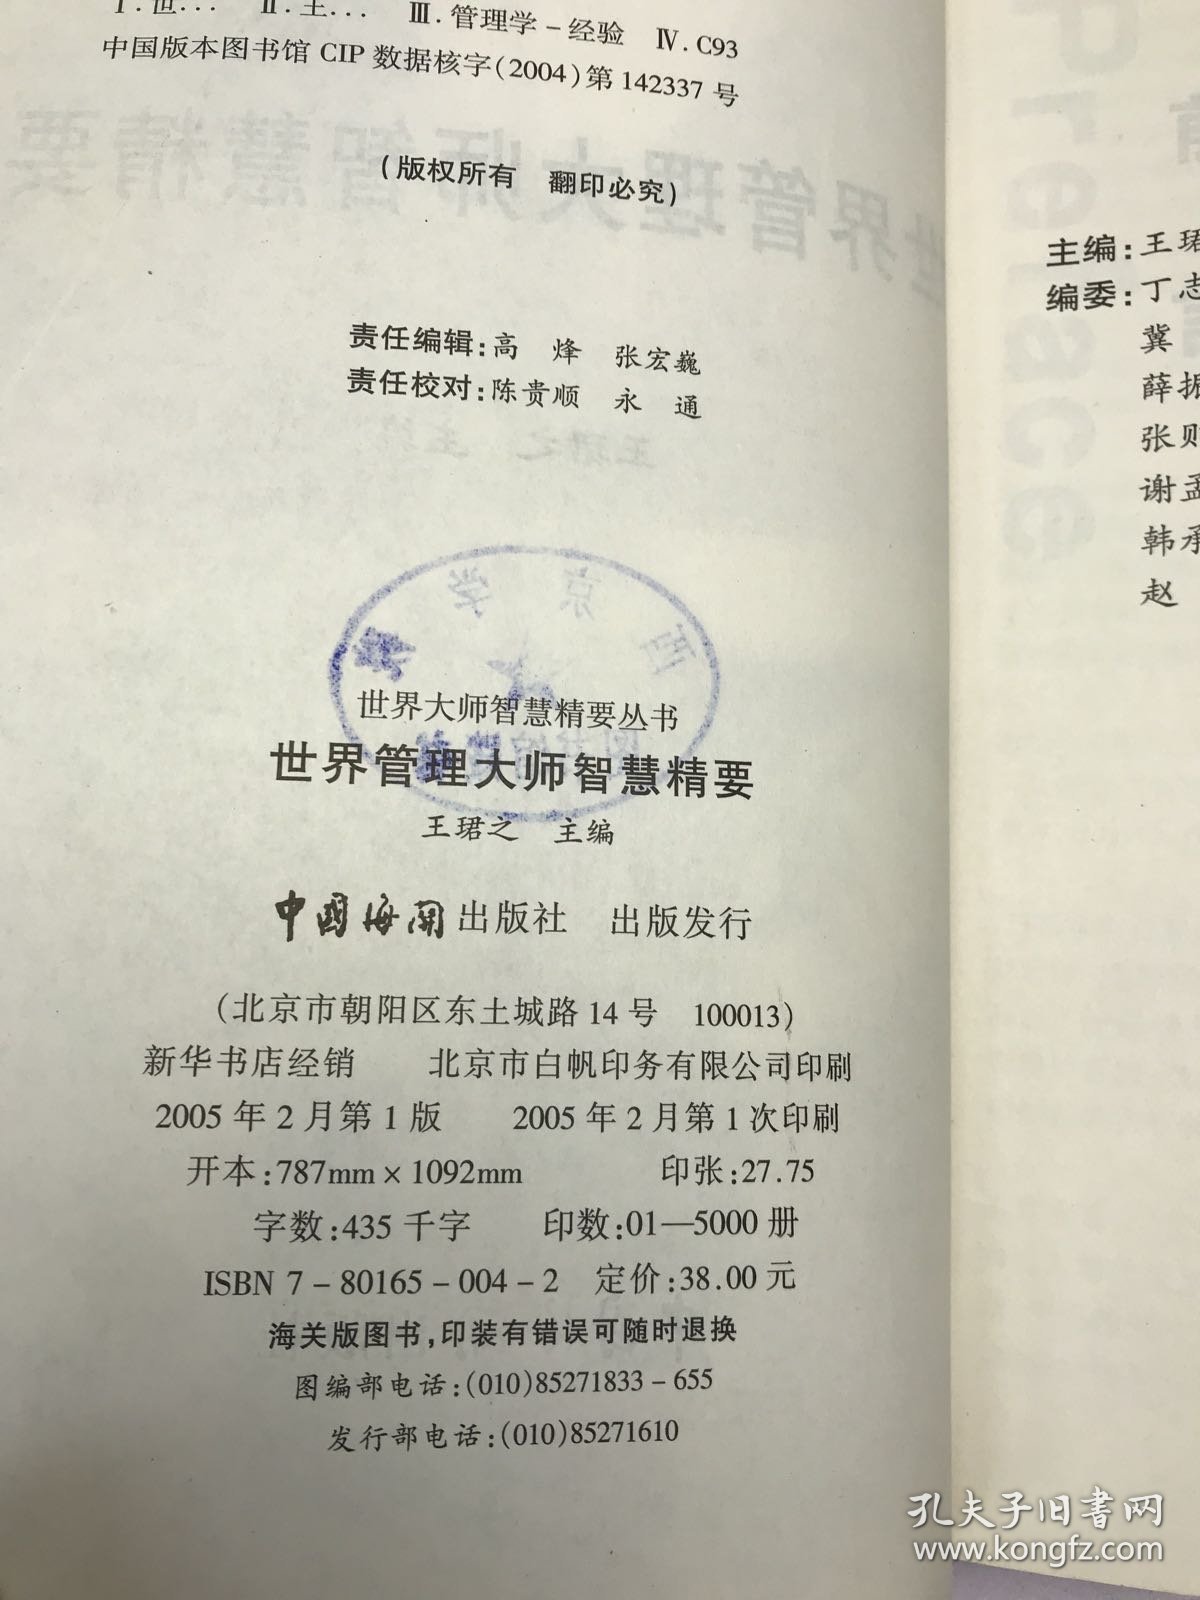 Ⅰ.世... Ⅱ.王... Ⅲ.管理学－经验 Ⅳ.C93
中国版本图书馆 CIP 数据核字(2004)第 142337 号
(版权所有 翻印必究)
责任编辑:高 烽 张宏巍
责任校对:陈贵顺 永 通
世界大师智慧精要丛书
世界管理大师智慧精要
王珺之 主编
中国海关出版社 出版发行
(北京市朝阳区东土城路 14 号 100013)
新华书店经销 北京市白帆印务有限公司印刷
2005 年 2 月第 1 版 2005 年 2 月第 1 次印刷
开本:787mm×1092mm 印张:27.75
字数:435 千字 印数:01—5000 册
ISBN 7－80165－004－2 定价:38.00 元
海关版图书,印装有错误可随时退换
图编部电话:(010)85271833－655
发行部电话:(010)85271610
主编:王珺
编委:丁志
冀
薛振
张
谢孟
韩承
赵
孔夫子旧书网
www.kongfz.com